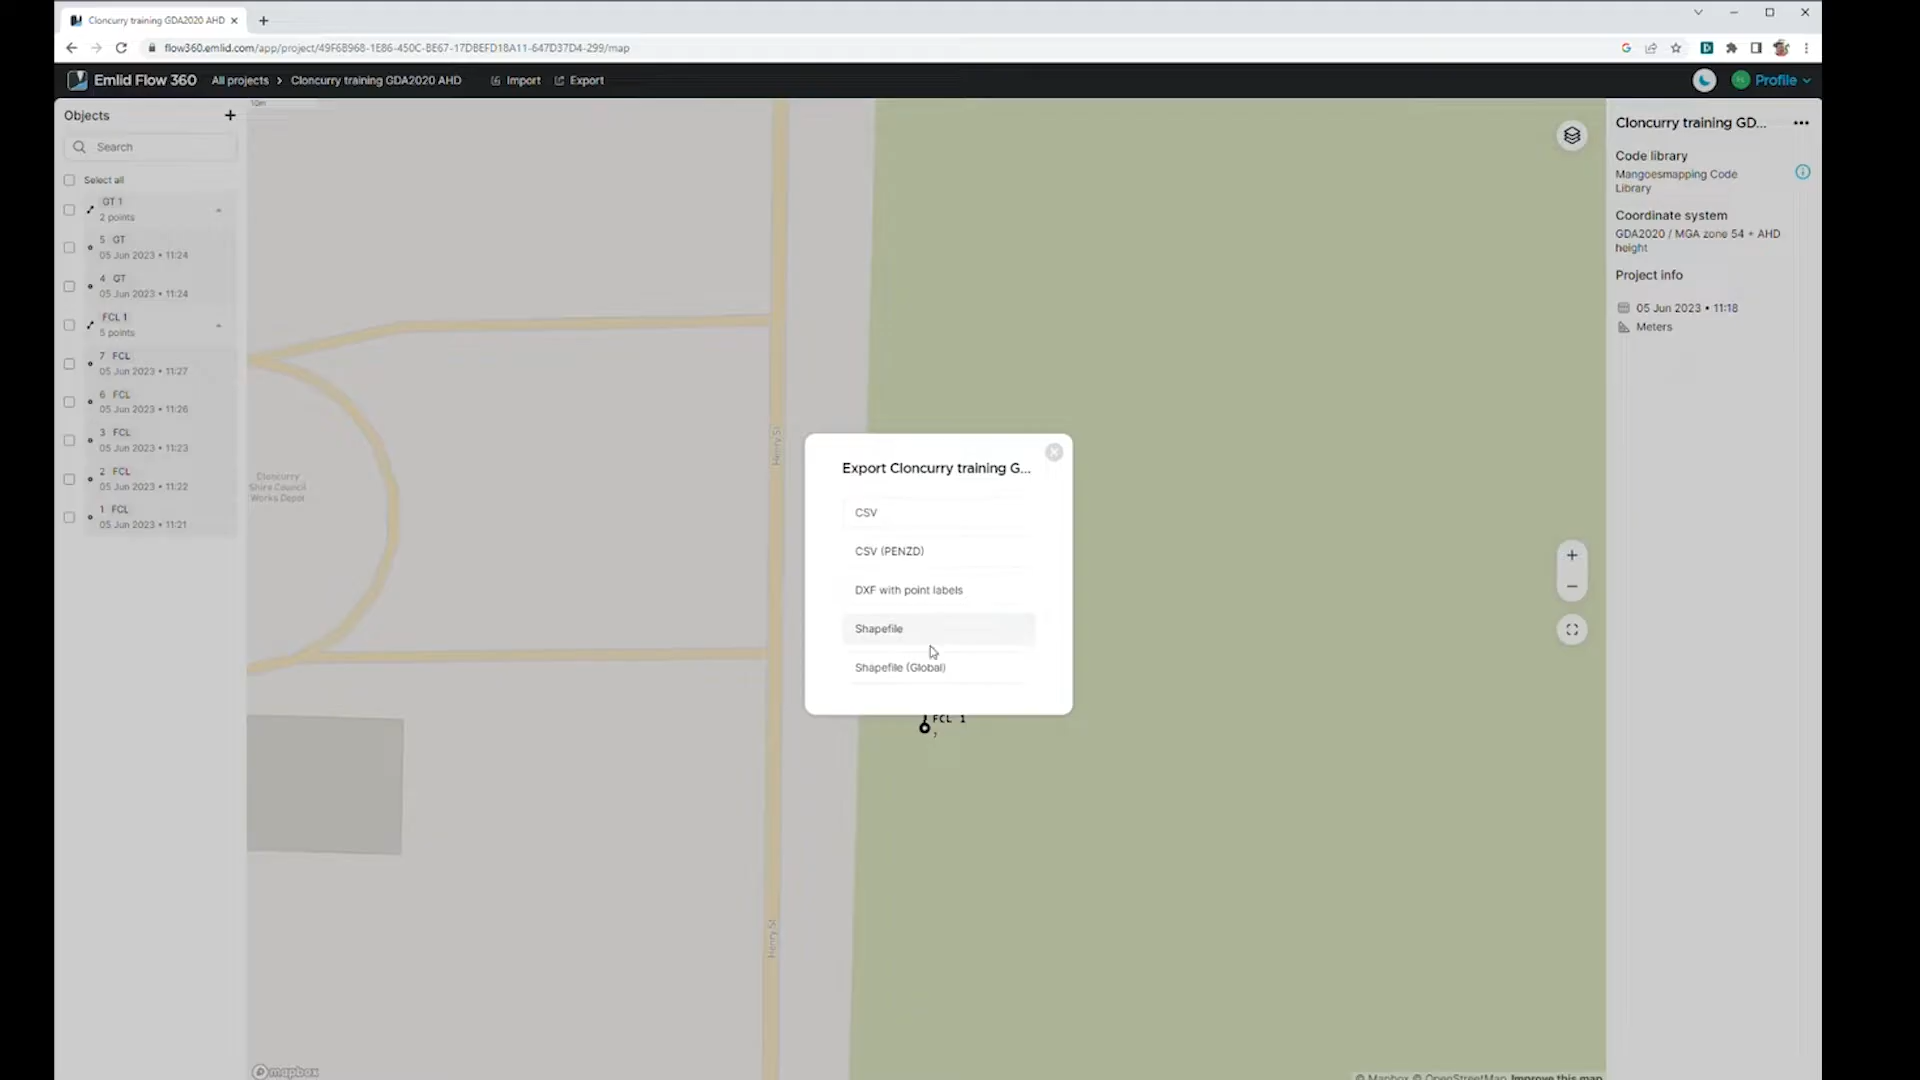 Cloncurry training GDA2020 AHD
flow360.emlid.com/app/project/49F6B968-1E86-450C-BE67-17DBEFD18A11-647D37D4-299/map
Emlid Flow 360 All projects > Cloncurry training GDA2020 AHD Import Export Profile
Objects
Search
Select all
GT 1
2 points
5 GT
05 Jun 2023 • 11:24
4 GT
05 Jun 2023 • 11:24
FCL 1
5 points
7 FCL
05 Jun 2023 • 11:27
6 FCL
05 Jun 2023 • 11:26
3 FCL
05 Jun 2023 • 11:23
2 FCL
05 Jun 2023 • 11:22
1 FCL
05 Jun 2023 • 11:21
10m
Henry St
Cloncurry
Shire Council
Works Depot
Henry St
Export Cloncurry training G...
CSV
CSV (PENZD)
DXF with point labels
Shapefile
Shapefile (Global)
FCL 1
Cloncurry training GD...
Code library
Mangoesmapping Code
Library
Coordinate system
GDA2020 / MGA zone 54 + AHD
height
Project info
05 Jun 2023 • 11:18
Meters
mapbox
© Mapbox © OpenStreetMap Improve this map